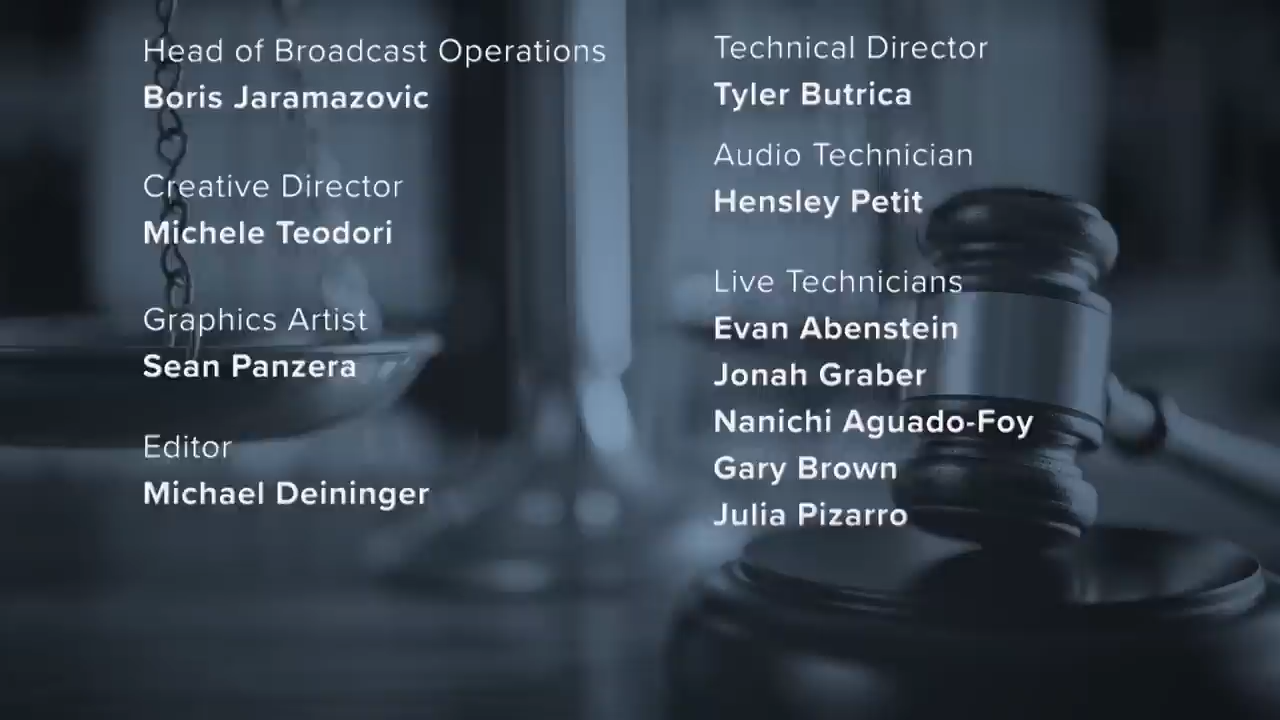 Head of Broadcast Operations
Boris Jaramazovic
Creative Director
Michele Teodori
Graphics Artist
Sean Panzera
Editor
Michael Deininger
Technical Director
Tyler Butrica
Audio Technician
Hensley Petit
Live Technicians
Evan Abenstein
Jonah Graber
Nanichi Aguado-Foy
Gary Brown
Julia Pizarro